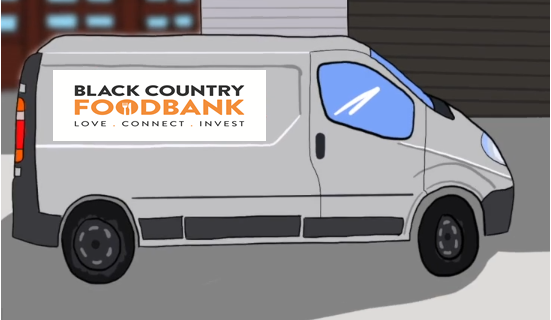 BLACK COUNTRY
FOODBANK
LOVE . CONNECT . INVEST